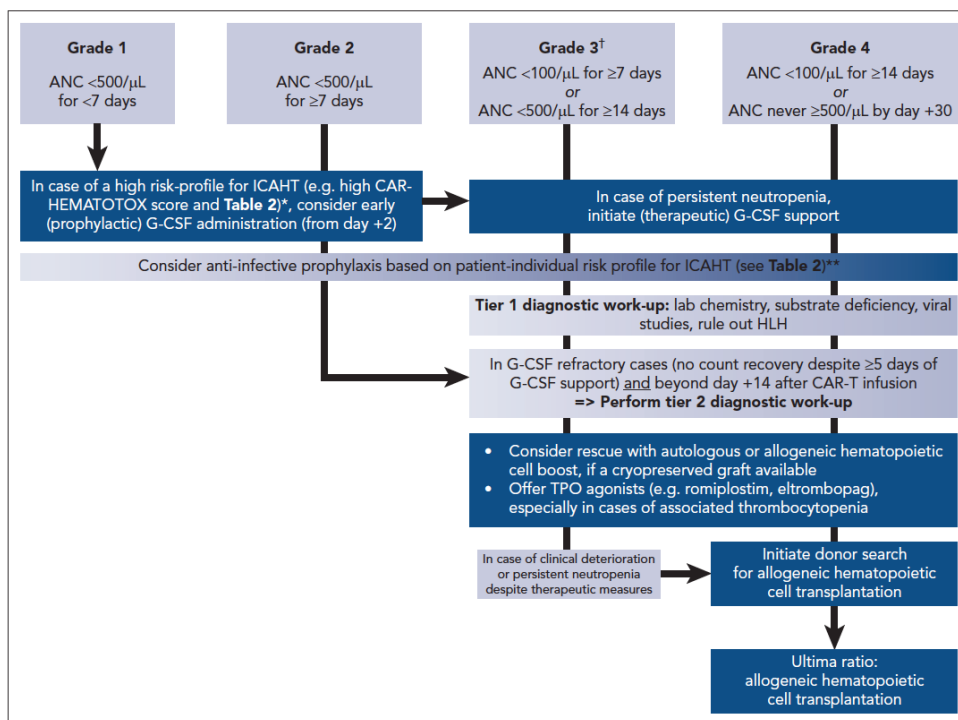 Grade 1
ANC <500/μL
for <7 days
Grade 2
ANC <500/μL
for ≥7 days
Grade 3†
ANC <100/μL for ≥7 days
or
ANC <500/μL for ≥14 days
Grade 4
ANC <100/μL for ≥14 days
or
ANC never ≥500/μL by day +30
In case of a high risk-profile for ICAHT (e.g. high CAR-
HEMATOTOX score and Table 2)*, consider early
(prophylactic) G-CSF administration (from day +2)
In case of persistent neutropenia,
initiate (therapeutic) G-CSF support
Consider anti-infective prophylaxis based on patient-individual risk profile for ICAHT (see Table 2)**
Tier 1 diagnostic work-up: lab chemistry, substrate deficiency, viral
studies, rule out HLH
In G-CSF refractory cases (no count recovery despite ≥5 days of
G-CSF support) and beyond day +14 after CAR-T infusion
=> Perform tier 2 diagnostic work-up
• Consider rescue with autologous or allogeneic hematopoietic
cell boost, if a cryopreserved graft available
• Offer TPO agonists (e.g. romiplostim, eltrombopag),
especially in cases of associated thrombocytopenia
In case of clinical deterioration
or persistent neutropenia
despite therapeutic measures
Initiate donor search
for allogeneic hematopoietic
cell transplantation
Ultima ratio:
allogeneic hematopoietic
cell transplantation